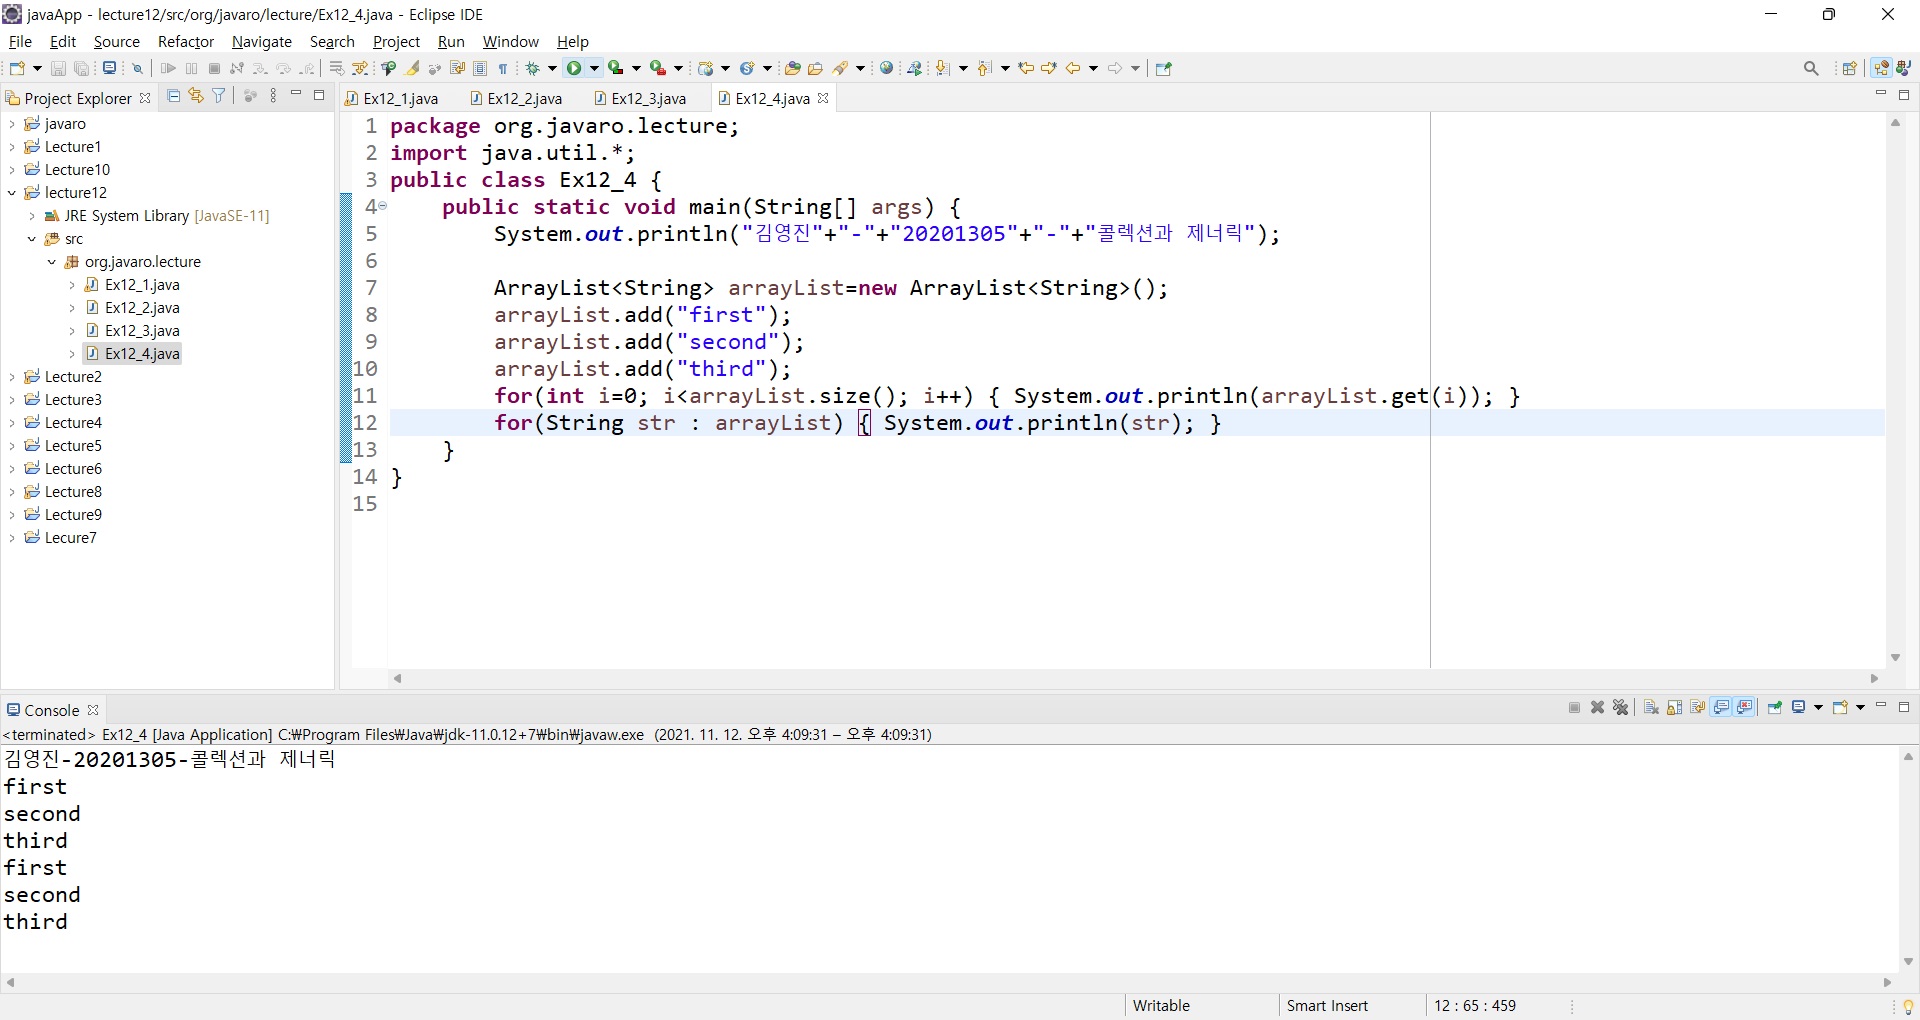 javaApp - lecture12/src/org/javaro/lecture/Ex12_4.java - Eclipse IDE
File Edit Source Refactor Navigate Search Project Run Window Help
Project Explorer
javaro
Lecture1
Lecture10
lecture12
JRE System Library [JavaSE-11]
src
org.javaro.lecture
Ex12_1.java
Ex12_2.java
Ex12_3.java
Ex12_4.java
Lecture2
Lecture3
Lecture4
Lecture5
Lecture6
Lecture8
Lecture9
Lecure7
Ex12_1.java Ex12_2.java Ex12_3.java Ex12_4.java
1 package org.javaro.lecture;
2 import java.util.*;
3 public class Ex12_4 {
4 public static void main(String[] args) {
5 System.out.println("김영진"+"-"+"20201305"+"-"+"콜렉션과 제너릭");
6
7 ArrayList<String> arrayList=new ArrayList<String>();
8 arrayList.add("first");
9 arrayList.add("second");
10 arrayList.add("third");
11 for(int i=0; i<arrayList.size(); i++) { System.out.println(arrayList.get(i)); }
12 for(String str : arrayList) { System.out.println(str); }
13 }
14 }
15
Console
<terminated> Ex12_4 [Java Application] C:₩Program Files₩Java₩jdk-11.0.12+7₩bin₩javaw.exe (2021. 11. 12. 오후 4:09:31 – 오후 4:09:31)
김영진-20201305-콜렉션과 제너릭
first
second
third
first
second
third
Writable Smart Insert 12 : 65 : 459